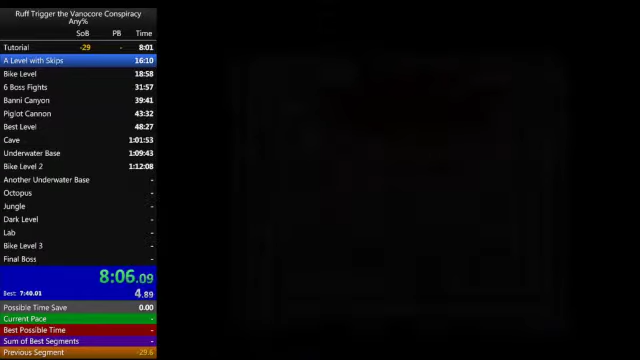 Ruff Trigger the Vanocore Conspiracy
Any%
SoB PB Time
Tutorial -29 - 8:01
A Level with Skips 16:10
Bike Level 18:58
6 Boss Fights 31:57
Banni Canyon 39:41
Piglot Cannon 43:32
Best Level 48:27
Cave 1:01:53
Underwater Base 1:09:43
Bike Level 2 1:12:08
Another Underwater Base -
Octopus -
Jungle -
Dark Level -
Lab -
Bike Level 3 -
Final Boss -
8:06.09
Best: 7:40.01 4.89
Possible Time Save 0.00
Current Pace -
Best Possible Time -
Sum of Best Segments -
Previous Segment -29.6